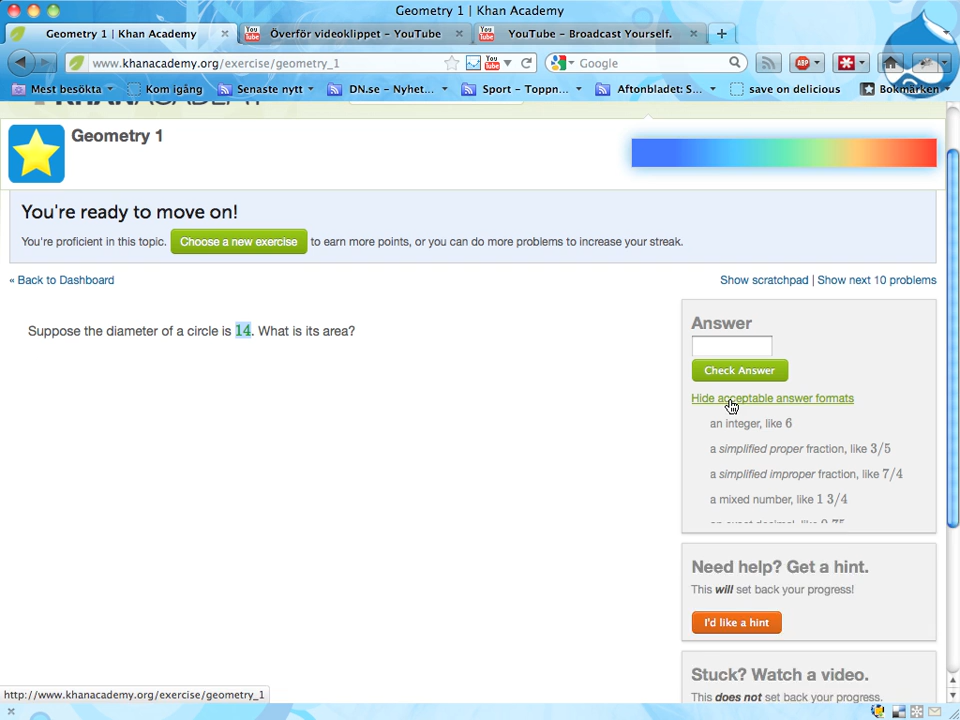 Geometry 1 | Khan Academy
Geometry 1 | Khan Academy
Överför videoklippet – YouTube
YouTube – Broadcast Yourself.
www.khanacademy.org/exercise/geometry_1
Google
Mest besökta
Kom igång
Senaste nytt
DN.se – Nyhet...
Sport – Toppn...
Aftonbladet: S...
save on delicious
Bokmärken
Geometry 1
You're ready to move on!
You're proficient in this topic. Choose a new exercise to earn more points, or you can do more problems to increase your streak.
« Back to Dashboard
Show scratchpad | Show next 10 problems
Suppose the diameter of a circle is 14. What is its area?
Answer
Check Answer
Hide acceptable answer formats
an integer, like 6
a simplified proper fraction, like 3/5
a simplified improper fraction, like 7/4
a mixed number, like 1 3/4
an exact decimal, like 0.75
Need help? Get a hint.
This will set back your progress!
I'd like a hint
Stuck? Watch a video.
This does not set back your progress.
http://www.khanacademy.org/exercise/geometry_1